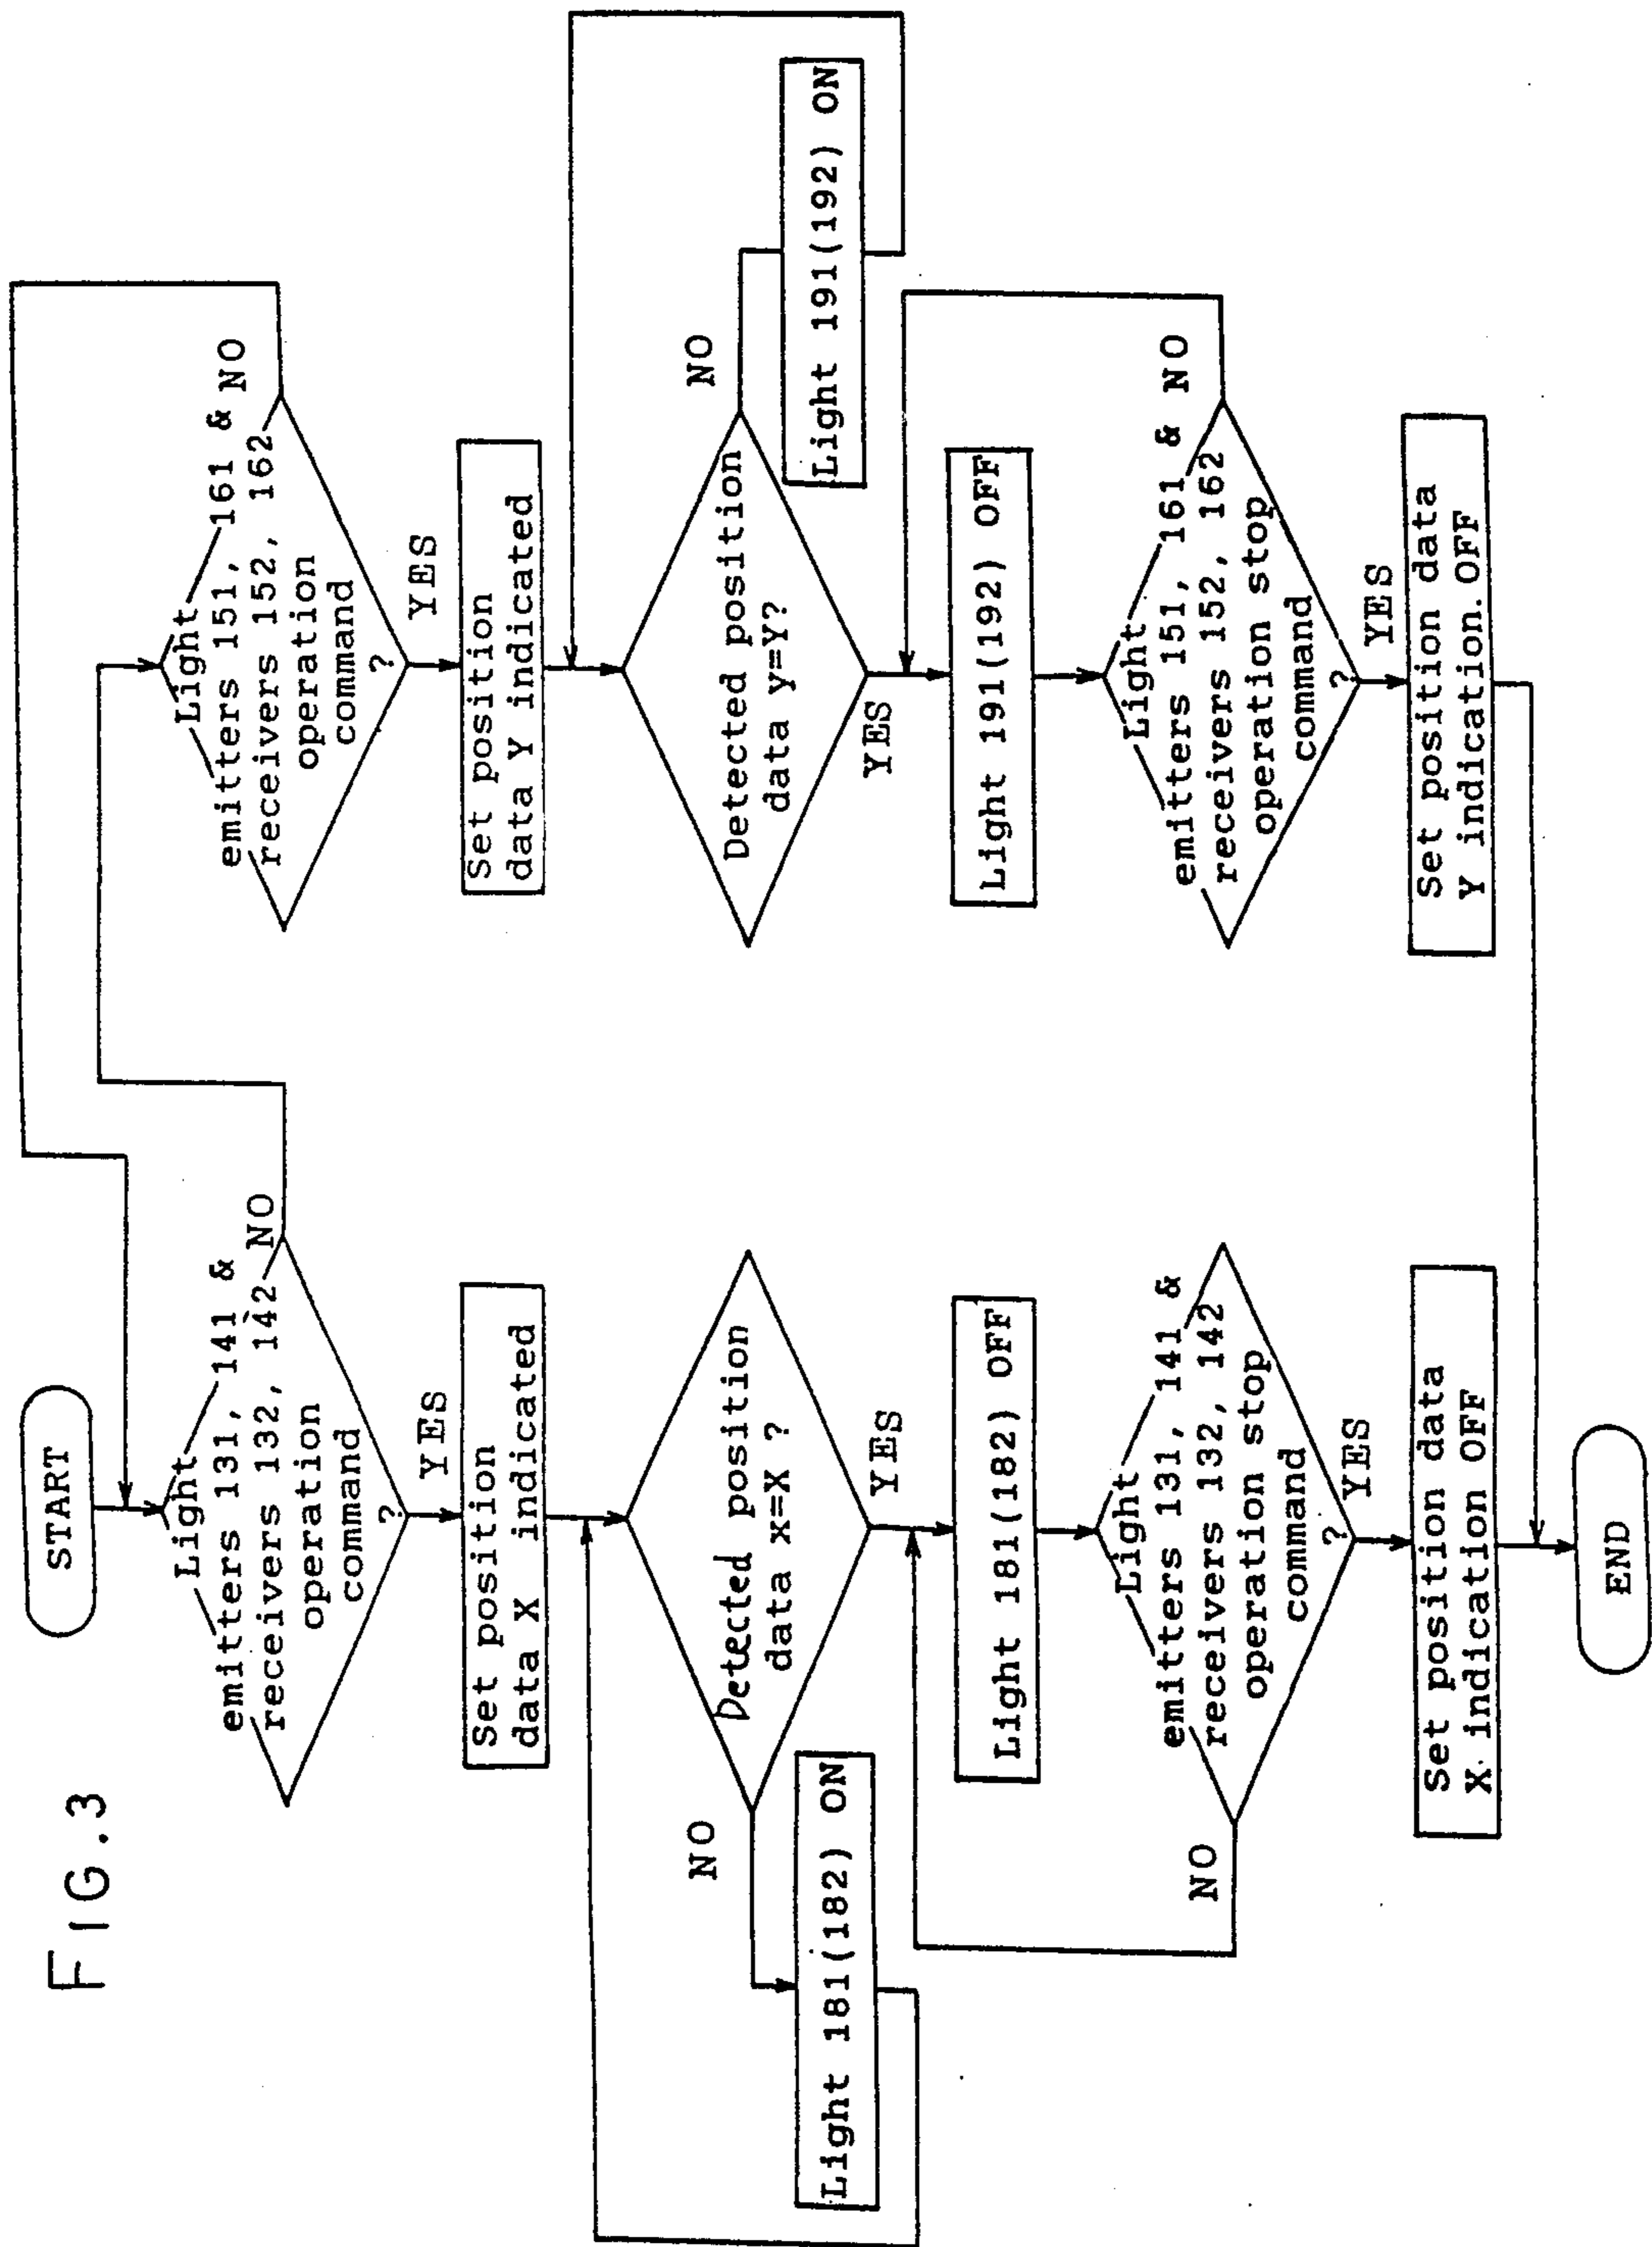 FIG.3
START
Light
emitters 131, 141 &
receivers 132, 142
operation
command
?
NO
YES
Set position
data X indicated
Detected position
data x=X ?
NO
Light 181(182) ON
YES
Light 181(182) OFF
Light
emitters 131, 141 &
receivers 132, 142
operation stop
command
?
NO
YES
Set position data
X indication OFF
END
Light
emitters 151, 161 &
receivers 152, 162
operation
command
?
NO
YES
Set position
data Y indicated
Detected position
data y=Y?
NO
Light 191(192) ON
YES
Light 191(192) OFF
Light
emitters 151, 161 &
receivers 152, 162
operation stop
command
?
NO
YES
Set position data
Y indication.OFF